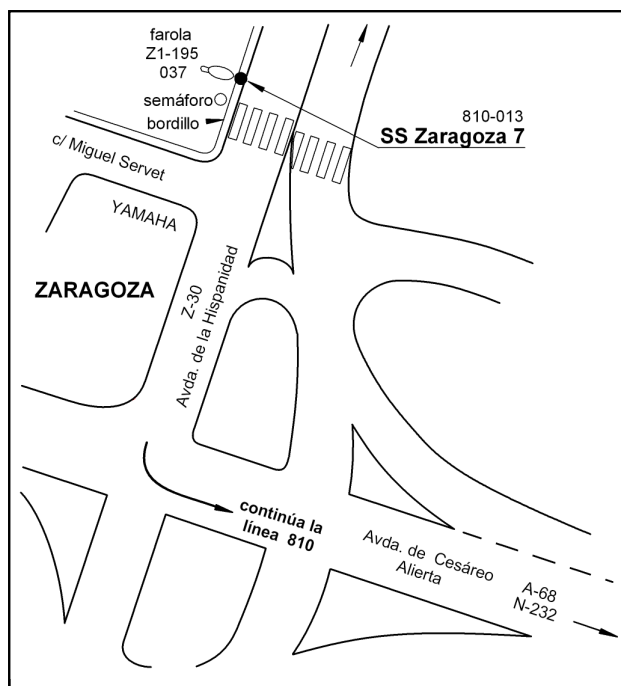 farola
Z1-195
037
semáforo
bordillo
810-013
SS Zaragoza 7
c/ Miguel Servet
YAMAHA
ZARAGOZA
Z-30
Avda. de la Hispanidad
continúa la
línea 810
Avda. de Cesáreo
Alierta
A-68
N-232